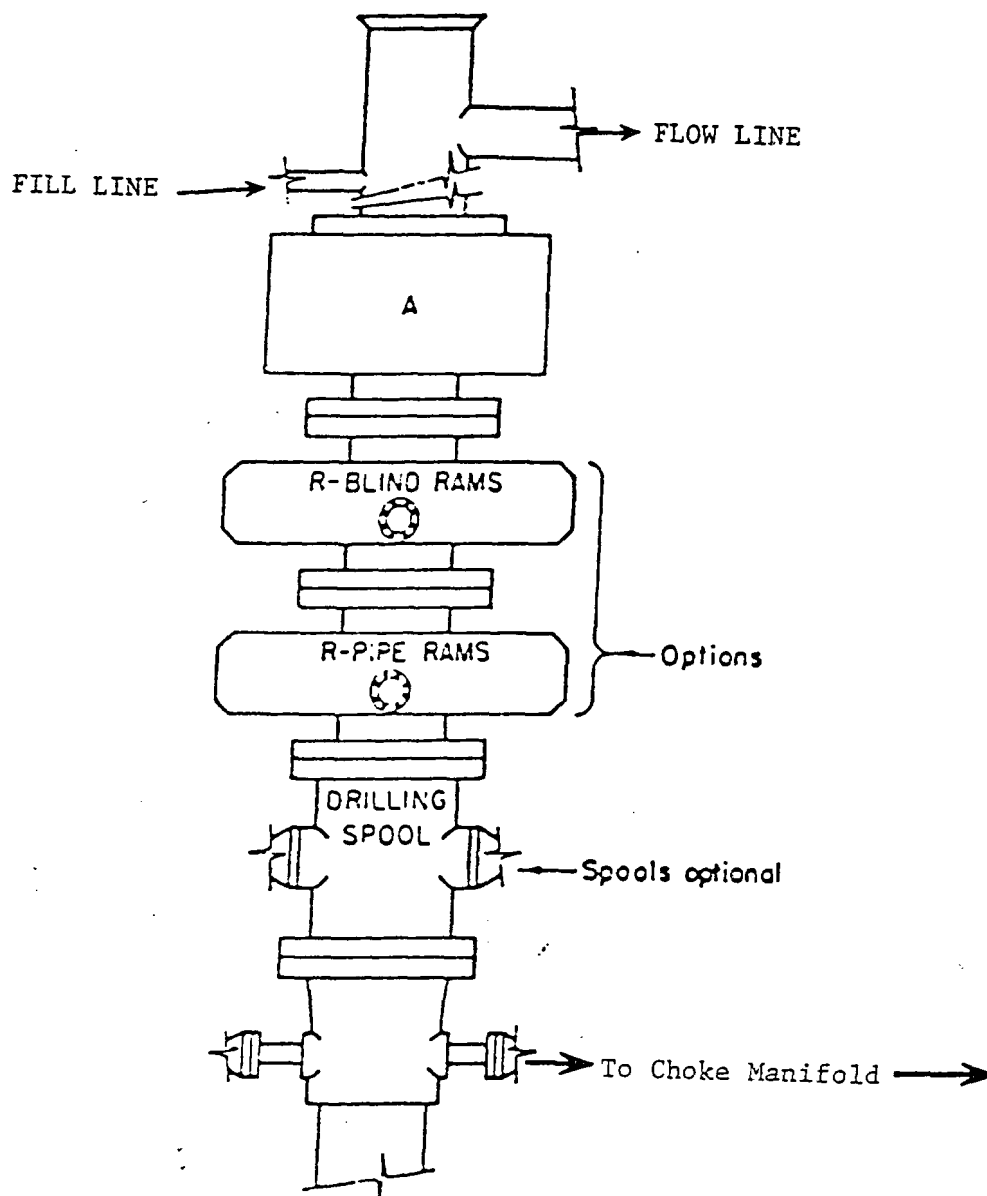 FLOW LINE
FILL LINE
A
R-BLIND RAMS
R-PIPE RAMS
Options
DRILLING
SPOOL
Spools optional
To Choke Manifold